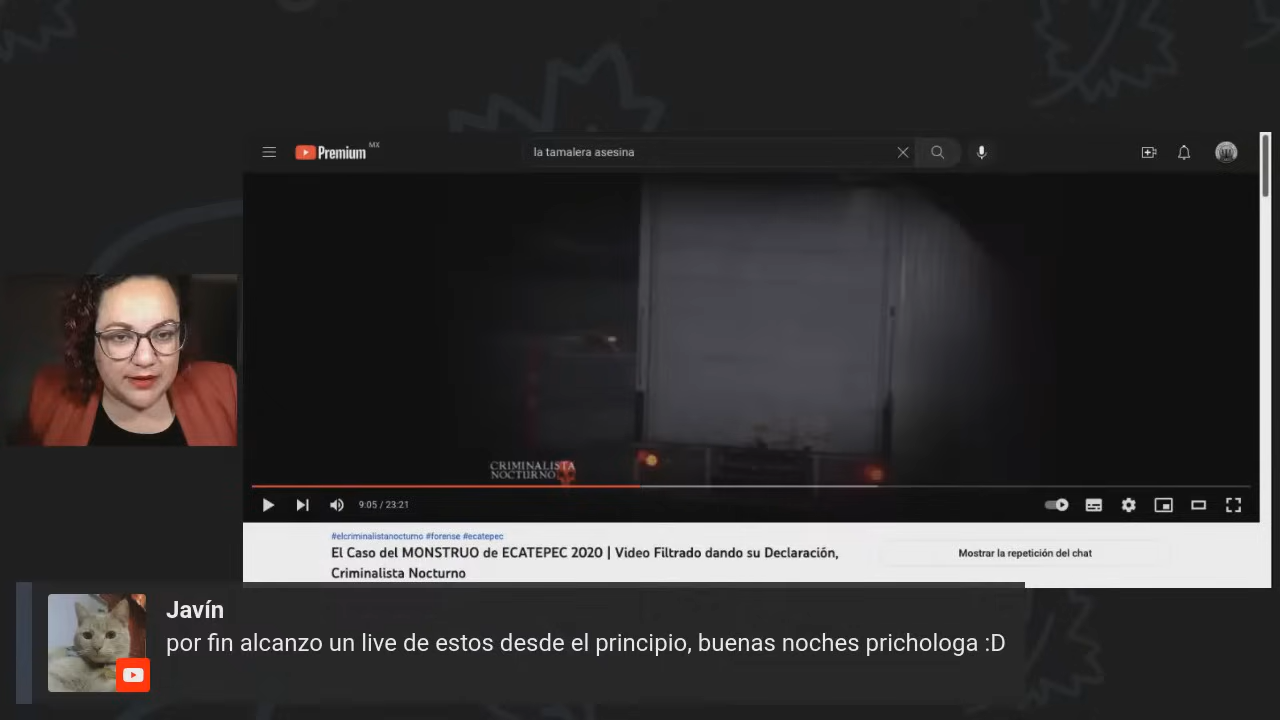 Premium MX
la tamalera asesina
CRIMINALISTA
NOCTURNO
9:05 / 23:21
#elcriminalistanocturno #forense #ecatepec
El Caso del MONSTRUO de ECATEPEC 2020 | Video Filtrado dando su Declaración,
Criminalista Nocturno
Mostrar la repetición del chat
Javín
por fin alcanzo un live de estos desde el principio, buenas noches prichologa :D